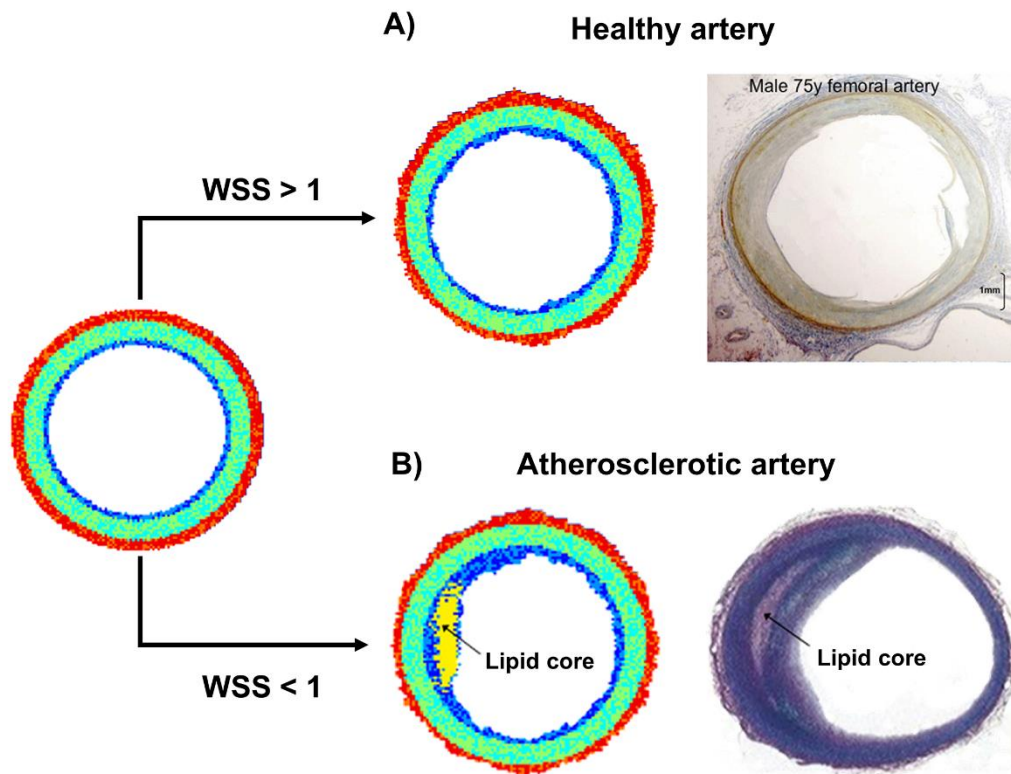 A) Healthy artery
Male 75y femoral artery
WSS > 1
1mm
B) Atherosclerotic artery
Lipid core
Lipid core
WSS < 1